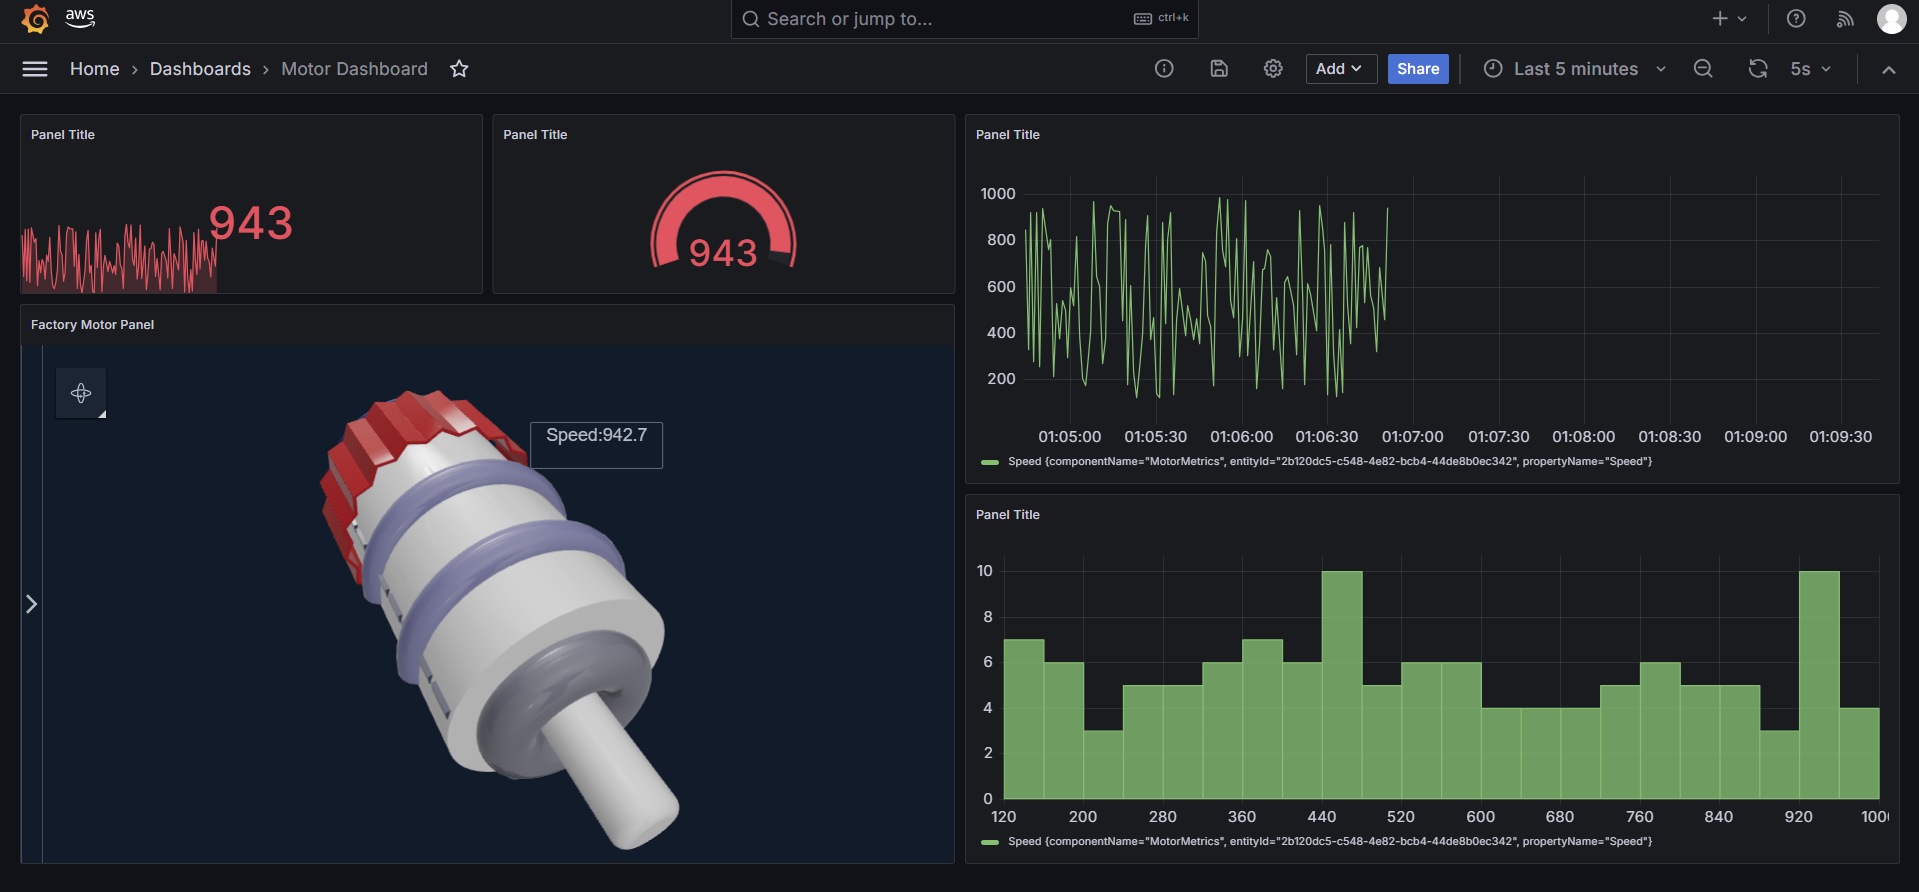 aws
Search or jump to...
ctrl+k
Home > Dashboards > Motor Dashboard
Add
Share
Last 5 minutes
5s
Panel Title
943
Panel Title
943
Factory Motor Panel
Speed:942.7
Panel Title
1000
800
600
400
200
01:05:00 01:05:30 01:06:00 01:06:30 01:07:00 01:07:30 01:08:00 01:08:30 01:09:00 01:09:30
Speed {componentName="MotorMetrics", entityId="2b120dc5-c548-4e82-bcb4-44de8b0ec342", propertyName="Speed"}
Panel Title
10
8
6
4
2
0
120 200 280 360 440 520 600 680 760 840 920 1000
Speed {componentName="MotorMetrics", entityId="2b120dc5-c548-4e82-bcb4-44de8b0ec342", propertyName="Speed"}